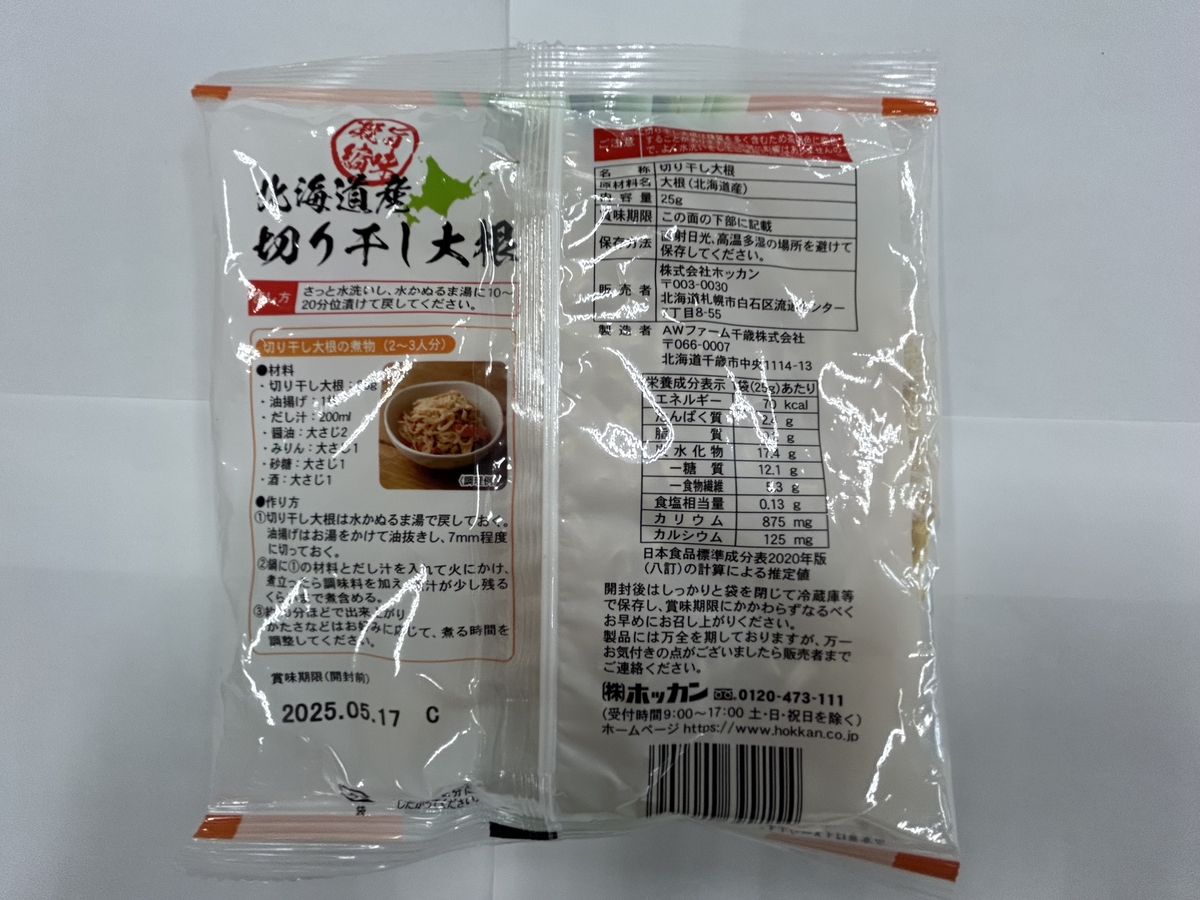 北海道産
切り干し大根
さっと水洗いし、水かぬるま湯に10〜
20分位漬けて戻してください。
切り干し大根の煮物（2〜3人分）
●材料
・切り干し大根：
・油揚げ：
・だし汁：200ml
・醤油：大さじ2
・みりん：大さじ1
・砂糖：大さじ1
・酒：大さじ1
●作り方
①切り干し大根は水かぬるま湯で戻しておく。
油揚げはお湯をかけて油抜きし、7mm程度
に切っておく。
②鍋に①の材料とだし汁を入れて火にかけ、
煮立ったら調味料を加え、汁が少し残る
くらいまで煮含める。
ほどで出来上がり。
かたさなどはお好みに応じて、煮る時間を
調整してください。
賞味期限（開封前）
2025.05.17 C
袋
ご注意
名称 切り干し大根
原材料名 大根（北海道産）
内容量 25g
賞味期限 この面の下部に記載
保存方法 直射日光、高温多湿の場所を避けて
保存してください。
販売者 株式会社ホッカン
〒003-0030
北海道札幌市白石区流通センター
丁目8-55
製造者 AWファーム千歳株式会社
〒066-0007
北海道千歳市中央1114-13
栄養成分表示 1袋(25g)あたり
エネルギー 70 kcal
たんぱく質 g
脂質 g
炭水化物 17.4 g
ー糖質 12.1 g
ー食物繊維 5.3 g
食塩相当量 0.13 g
カリウム 875 mg
カルシウム 125 mg
日本食品標準成分表2020年版
（八訂）の計算による推定値
開封後はしっかりと袋を閉じて冷蔵庫等
で保存し、賞味期限にかかわらずなるべく
お早めにお召し上がりください。
製品には万全を期しておりますが、万一
お気付きの点がございましたら販売者まで
ご連絡ください。
㈱ホッカン 0120-473-111
（受付時間9:00〜17:00 土・日・祝日を除く）
ホームページ https://www.hokkan.co.jp